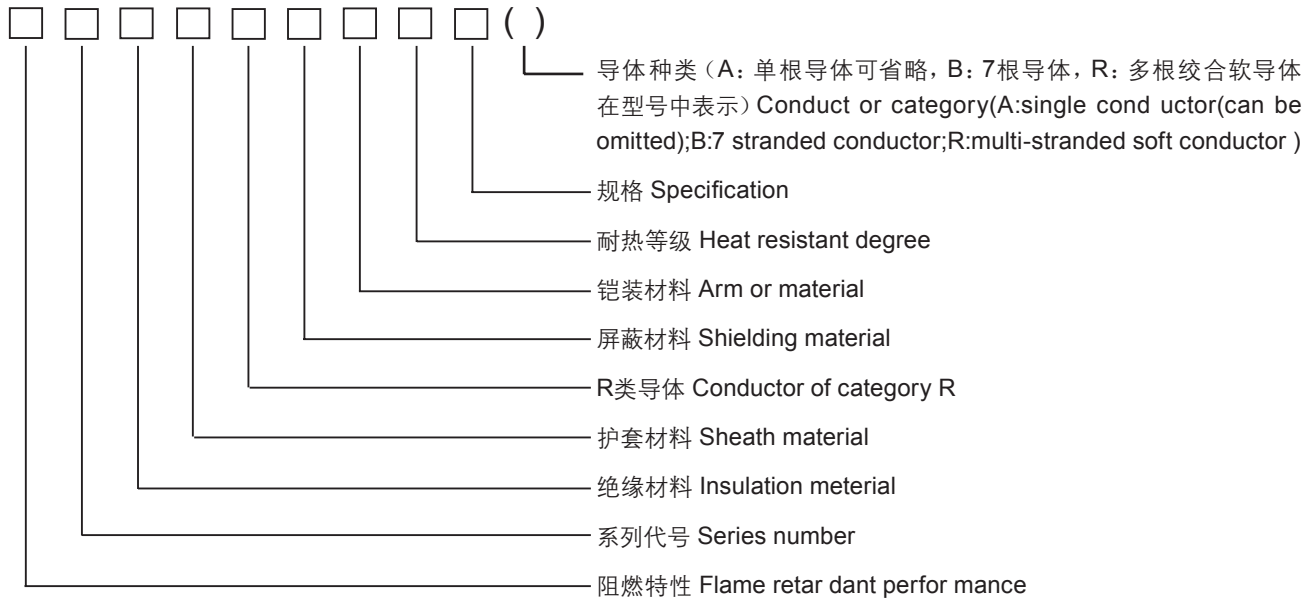 □ □ □ □ □ □ □ □ □ ( )
导体种类（A：单根导体可省略，B：7根导体，R：多根绞合软导体
在型号中表示）Conduct or category(A:single cond uctor(can be
omitted);B:7 stranded conductor;R:multi-stranded soft conductor )
规格 Specification
耐热等级 Heat resistant degree
铠装材料 Arm or material
屏蔽材料 Shielding material
R类导体 Conductor of category R
护套材料 Sheath material
绝缘材料 Insulation meterial
系列代号 Series number
阻燃特性 Flame retar dant perfor mance